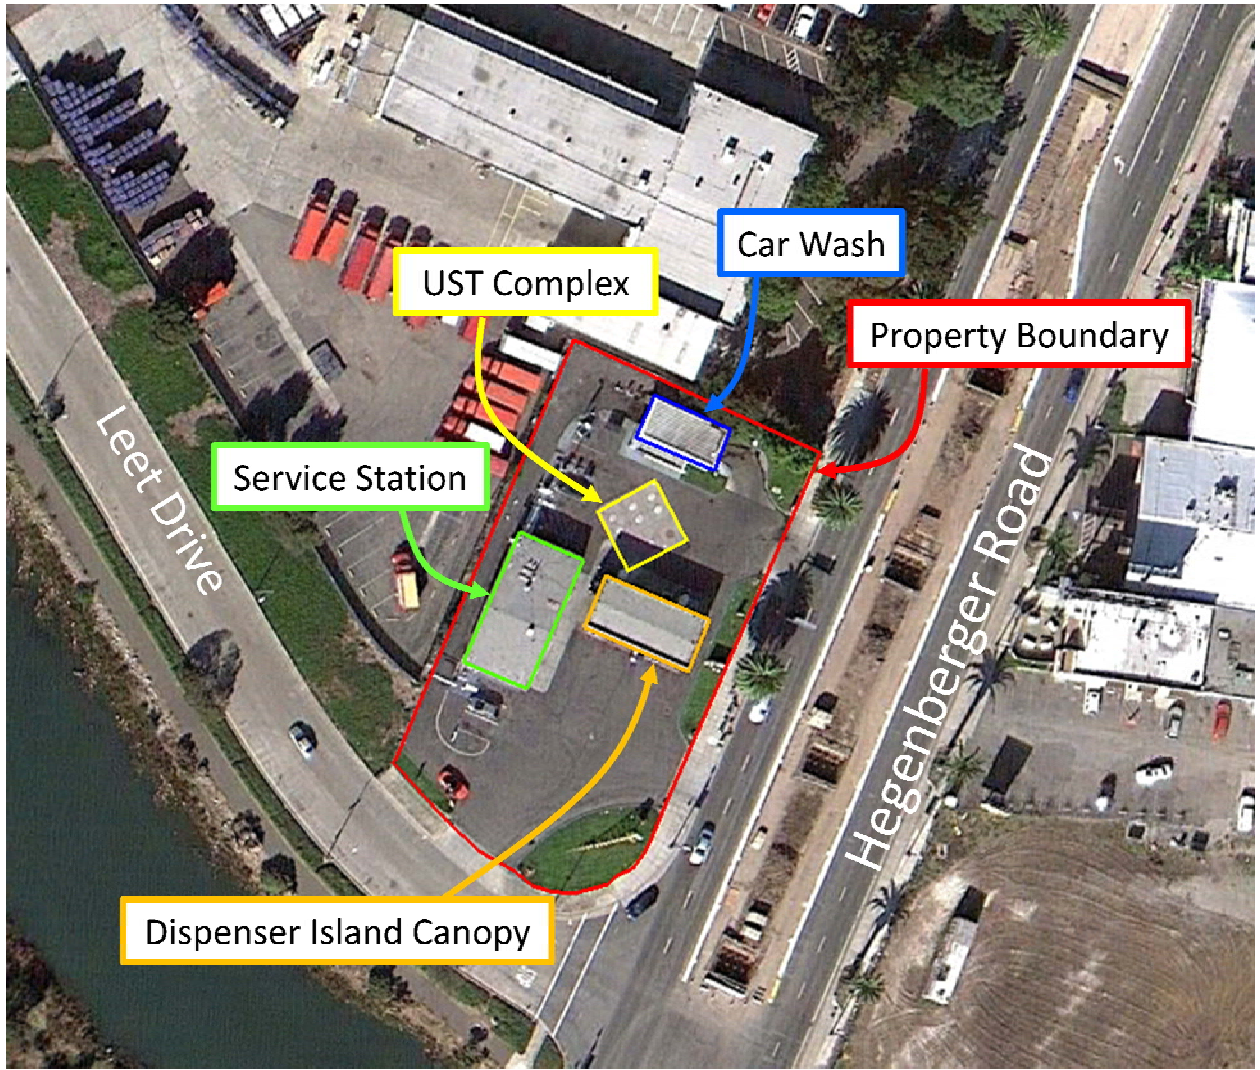 Car Wash
UST Complex
Property Boundary
Leet Drive
Service Station
Hegenberger Road
Dispenser Island Canopy